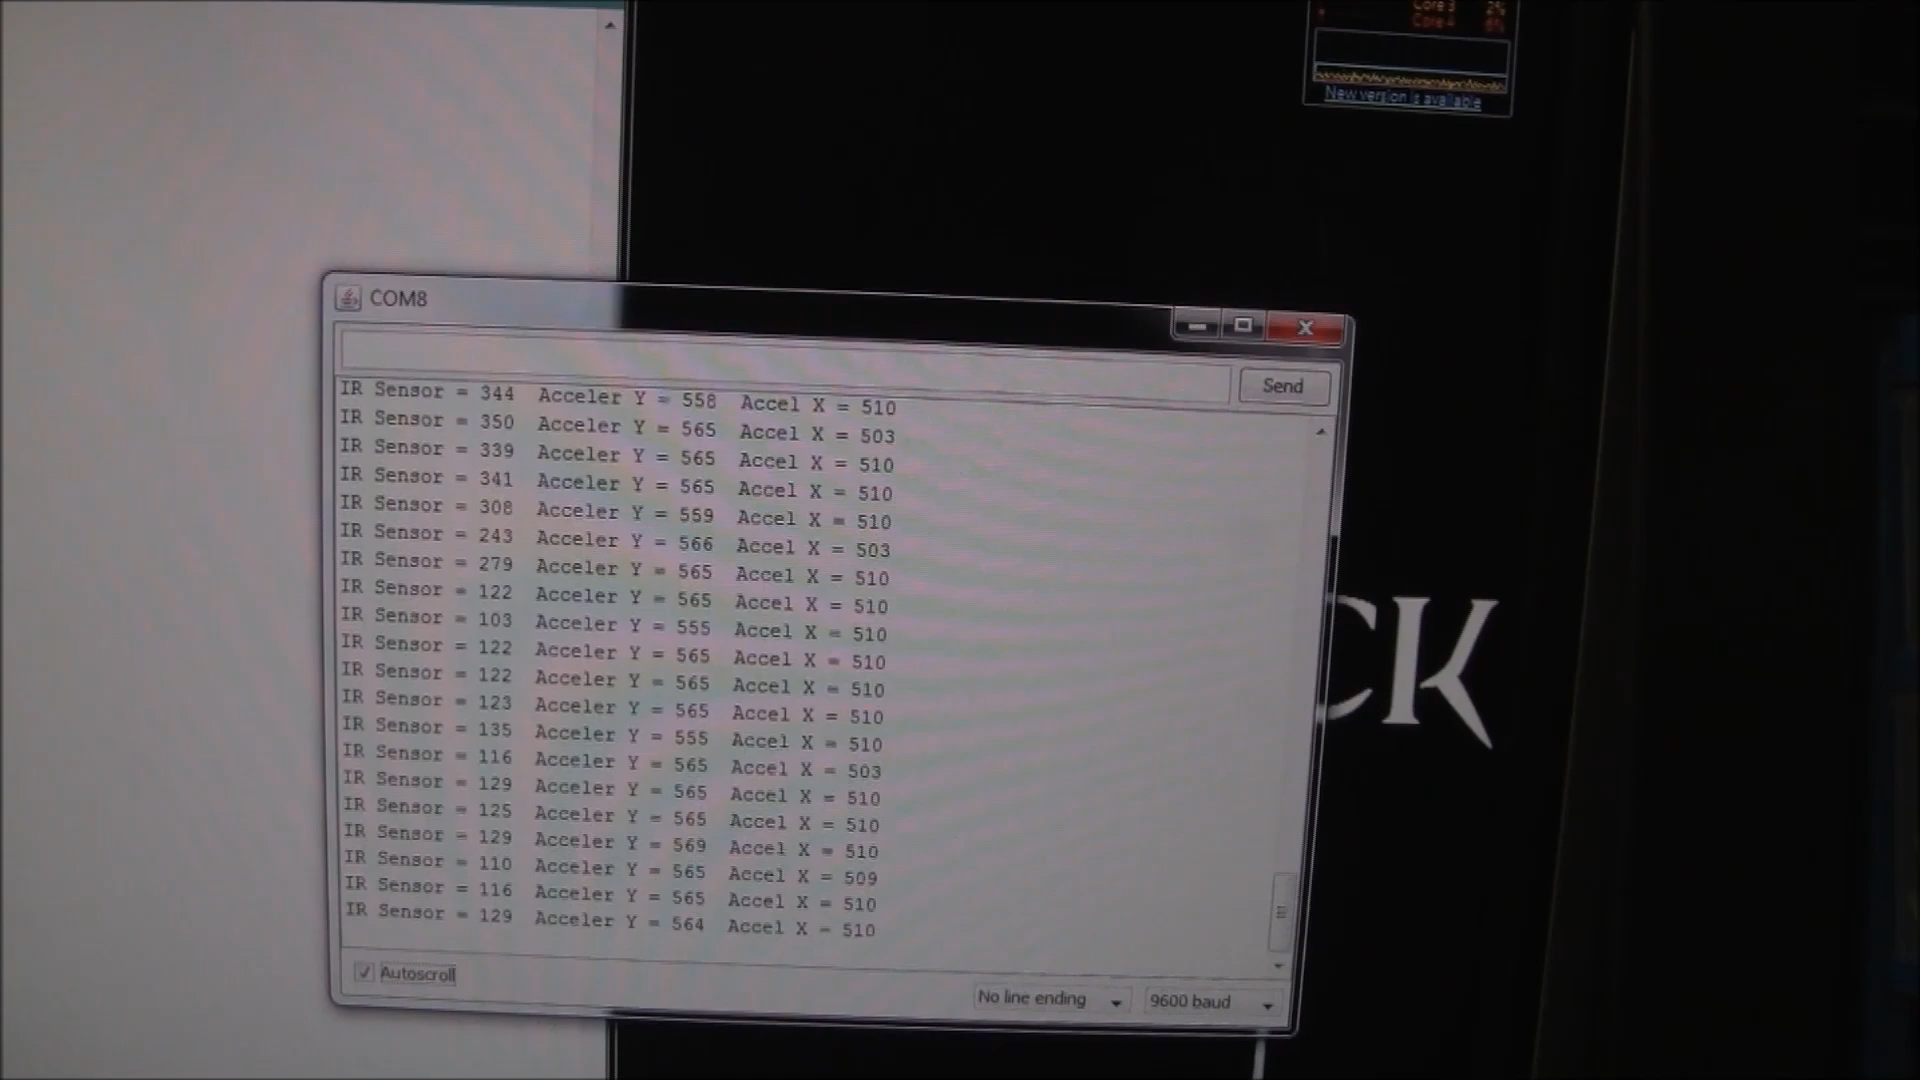 Core 3 2%
Core 4 6%
New version is available
COM8
Send
IR Sensor = 344 Acceler Y = 558 Accel X = 510
IR Sensor = 350 Acceler Y = 565 Accel X = 503
IR Sensor = 339 Acceler Y = 565 Accel X = 510
IR Sensor = 341 Acceler Y = 565 Accel X = 510
IR Sensor = 308 Acceler Y = 559 Accel X = 510
IR Sensor = 243 Acceler Y = 566 Accel X = 503
IR Sensor = 279 Acceler Y = 565 Accel X = 510
IR Sensor = 122 Acceler Y = 565 Accel X = 510
IR Sensor = 103 Acceler Y = 555 Accel X = 510
IR Sensor = 122 Acceler Y = 565 Accel X = 510
IR Sensor = 122 Acceler Y = 565 Accel X = 510
IR Sensor = 123 Acceler Y = 565 Accel X = 510
IR Sensor = 135 Acceler Y = 555 Accel X = 510
IR Sensor = 116 Acceler Y = 565 Accel X = 503
IR Sensor = 129 Acceler Y = 565 Accel X = 510
IR Sensor = 125 Acceler Y = 565 Accel X = 510
IR Sensor = 129 Acceler Y = 569 Accel X = 510
IR Sensor = 110 Acceler Y = 565 Accel X = 509
IR Sensor = 116 Acceler Y = 565 Accel X = 510
IR Sensor = 129 Acceler Y = 564 Accel X = 510
CK
Autoscroll
No line ending
9600 baud